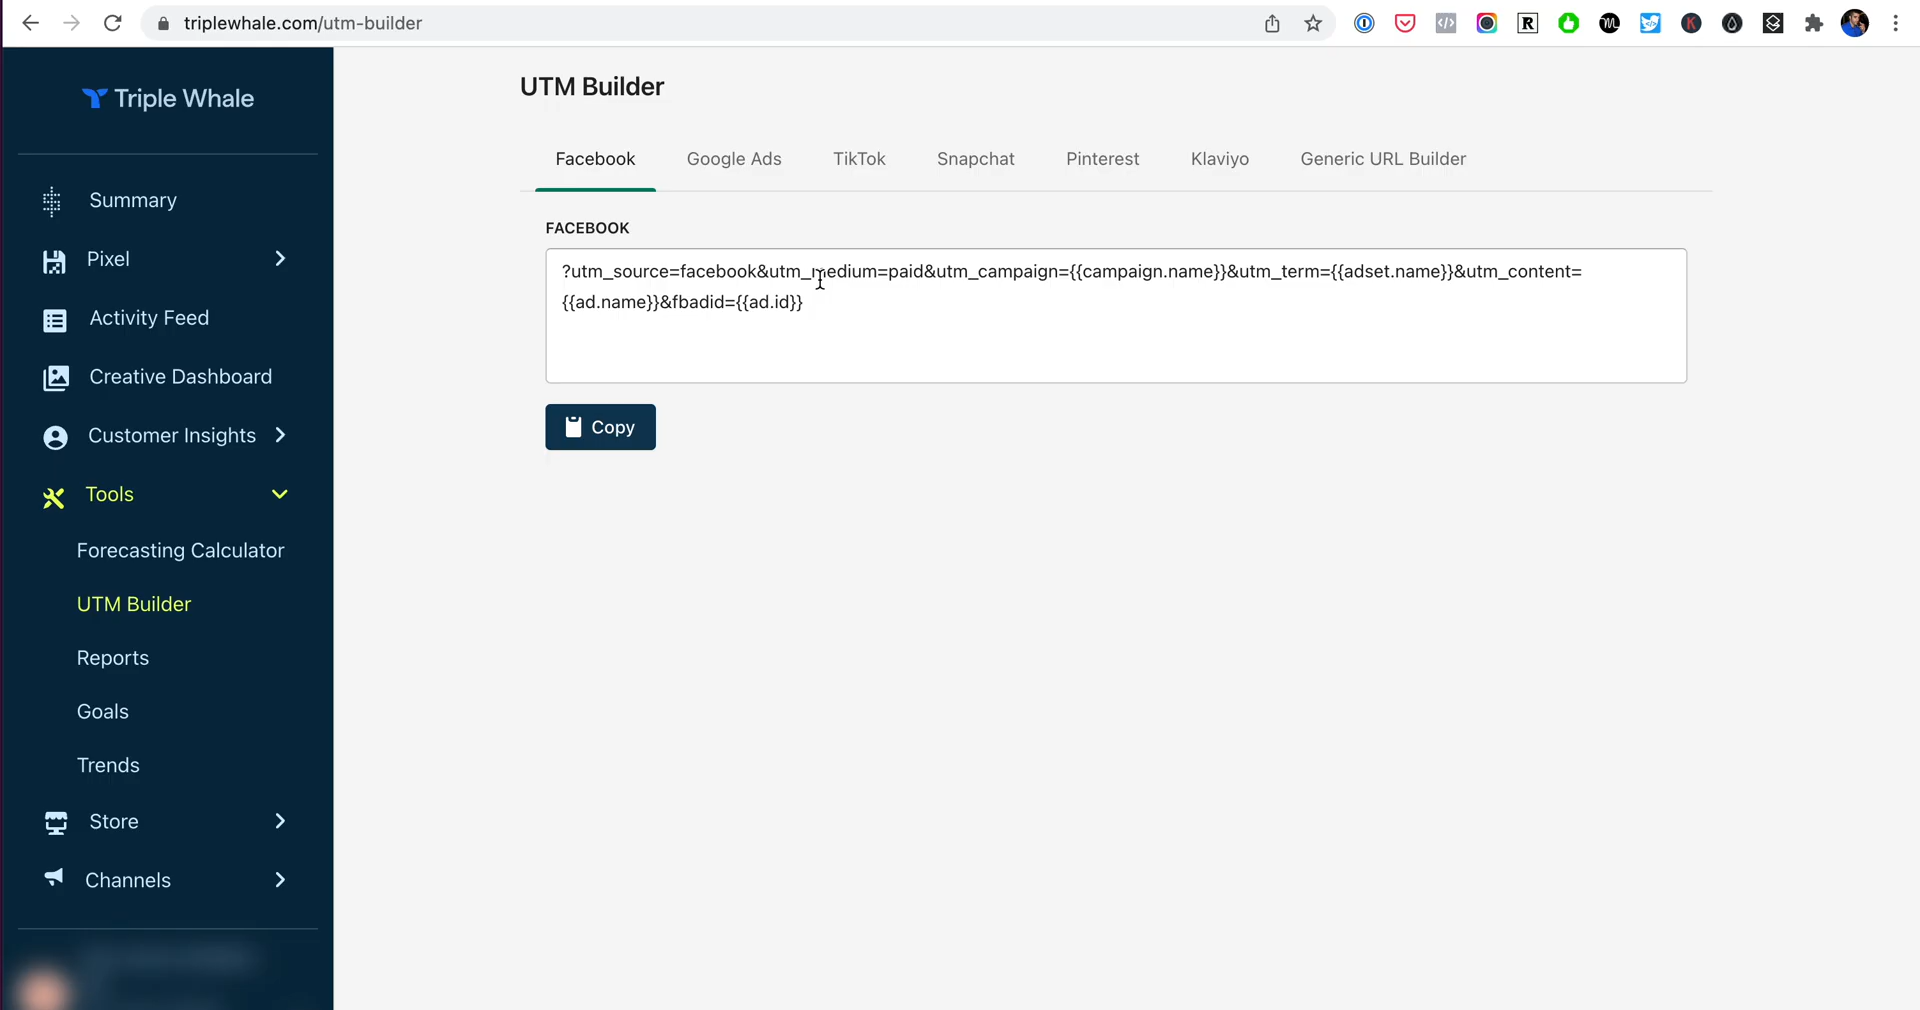 triplewhale.com/utm-builder
Triple Whale
Summary
Pixel
Activity Feed
Creative Dashboard
Customer Insights
Tools
Forecasting Calculator
UTM Builder
Reports
Goals
Trends
Store
Channels
UTM Builder
Facebook
Google Ads
TikTok
Snapchat
Pinterest
Klaviyo
Generic URL Builder
FACEBOOK
?utm_source=facebook&utm_medium=paid&utm_campaign={{campaign.name}}&utm_term={{adset.name}}&utm_content=
{{ad.name}}&fbadid={{ad.id}}
Copy